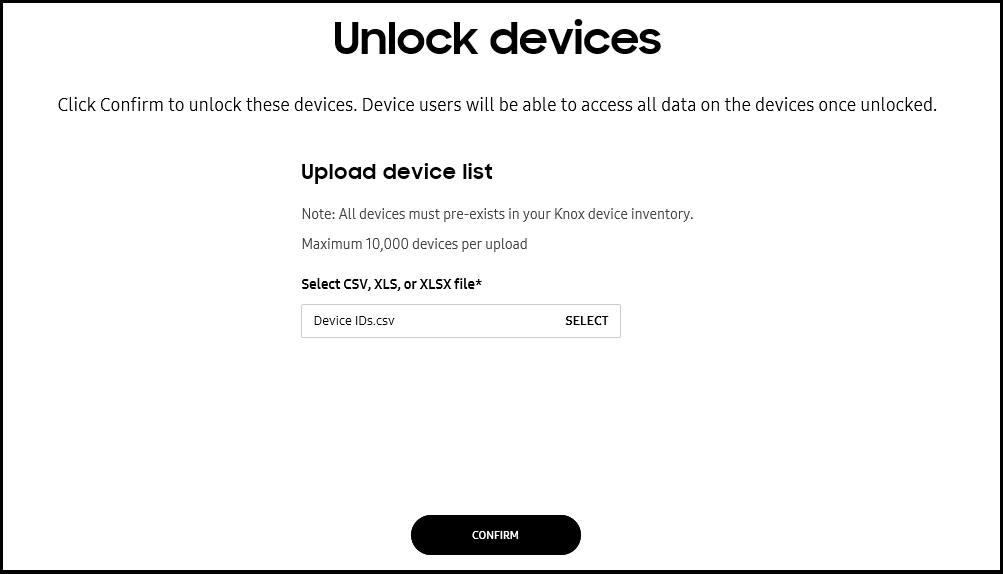 Unlock devices
Click Confirm to unlock these devices. Device users will be able to access all data on the devices once unlocked.
Upload device list
Note: All devices must pre-exists in your Knox device inventory.
Maximum 10,000 devices per upload
Select CSV, XLS, or XLSX file*
Device IDs.csv SELECT
CONFIRM